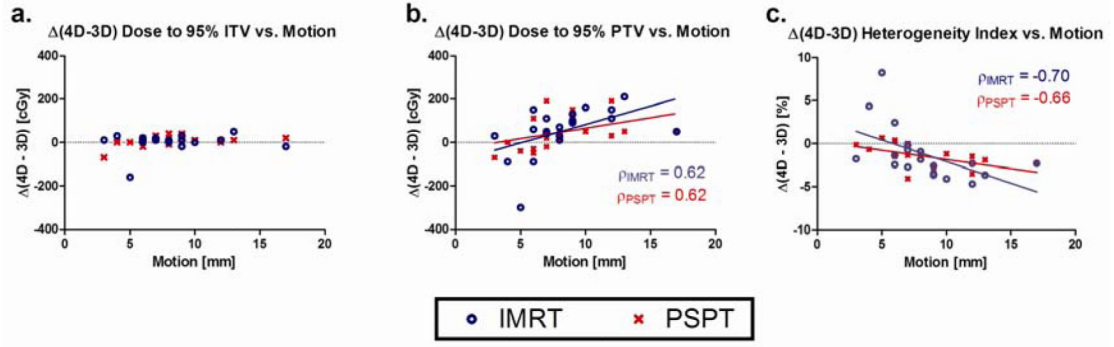 a.
Δ(4D-3D) Dose to 95% ITV vs. Motion
Δ(4D - 3D) [cGy]
400
200
0
-200
-400
0 5 10 15 20
Motion [mm]
b.
Δ(4D-3D) Dose to 95% PTV vs. Motion
Δ(4D - 3D) [cGy]
400
200
0
-200
-400
ρIMRT = 0.62
ρPSPT = 0.62
0 5 10 15 20
Motion [mm]
c.
Δ(4D-3D) Heterogeneity Index vs. Motion
Δ(4D - 3D) [%]
10
5
0
-5
-10
ρIMRT = -0.70
ρPSPT = -0.66
0 5 10 15 20
Motion [mm]
IMRT PSPT